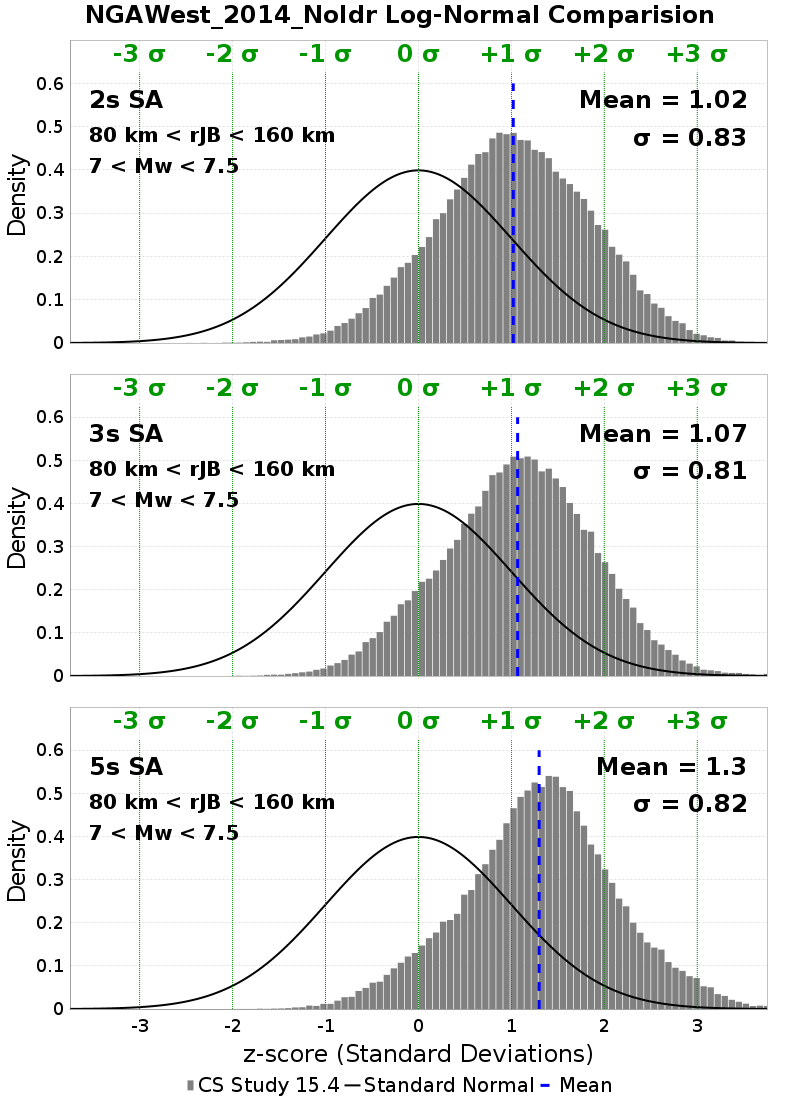 NGAWest_2014_NoIdr Log-Normal Comparision
-3 σ -2 σ -1 σ 0 σ +1 σ +2 σ +3 σ
2s SA
80 km < rJB < 160 km
7 < Mw < 7.5
Mean = 1.02
σ = 0.83
Density
0.6
0.5
0.4
0.3
0.2
0.1
0
-3 σ -2 σ -1 σ 0 σ +1 σ +2 σ +3 σ
3s SA
80 km < rJB < 160 km
7 < Mw < 7.5
Mean = 1.07
σ = 0.81
Density
0.6
0.5
0.4
0.3
0.2
0.1
0
-3 σ -2 σ -1 σ 0 σ +1 σ +2 σ +3 σ
5s SA
80 km < rJB < 160 km
7 < Mw < 7.5
Mean = 1.3
σ = 0.82
Density
0.6
0.5
0.4
0.3
0.2
0.1
0
-3 -2 -1 0 1 2 3
z-score (Standard Deviations)
CS Study 15.4 Standard Normal Mean